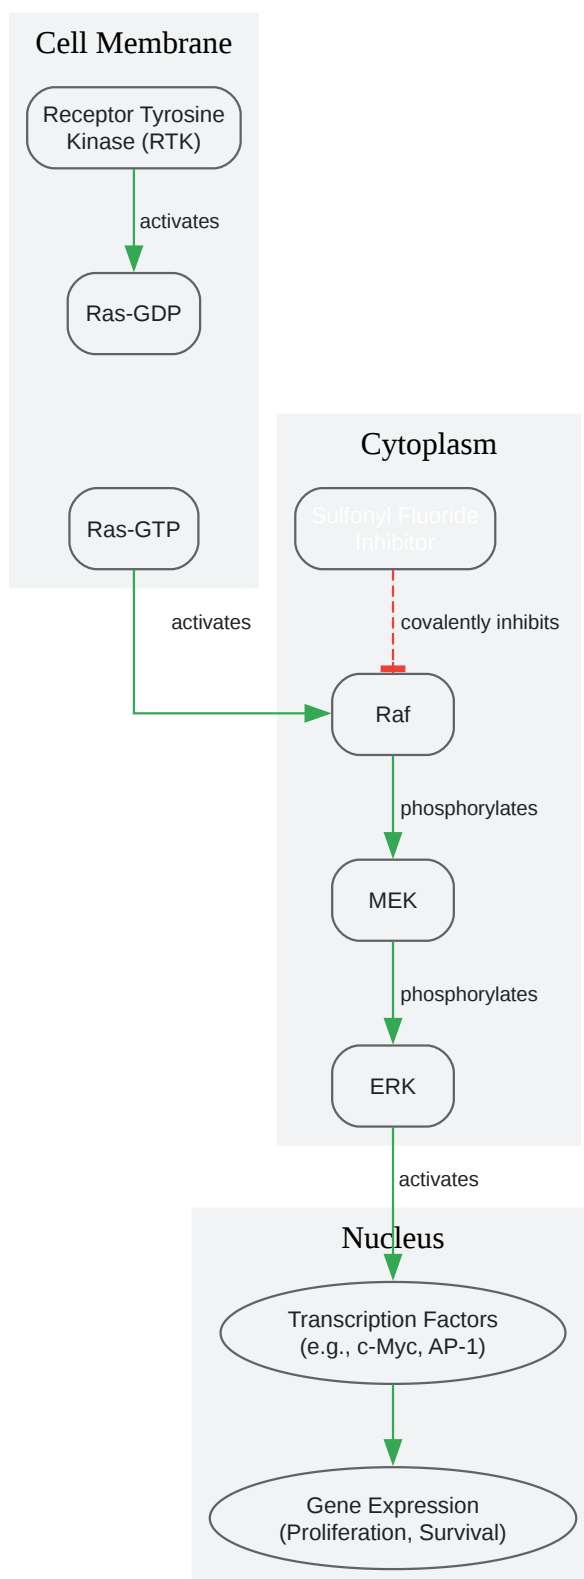 Cell Membrane
Receptor Tyrosine
Kinase (RTK)
activates
Ras-GDP
Ras-GTP
activates
Cytoplasm
Sulfonyl Fluoride
Inhibitor
covalently inhibits
Raf
phosphorylates
MEK
phosphorylates
ERK
activates
Nucleus
Transcription Factors
(e.g., c-Myc, AP-1)
Gene Expression
(Proliferation, Survival)